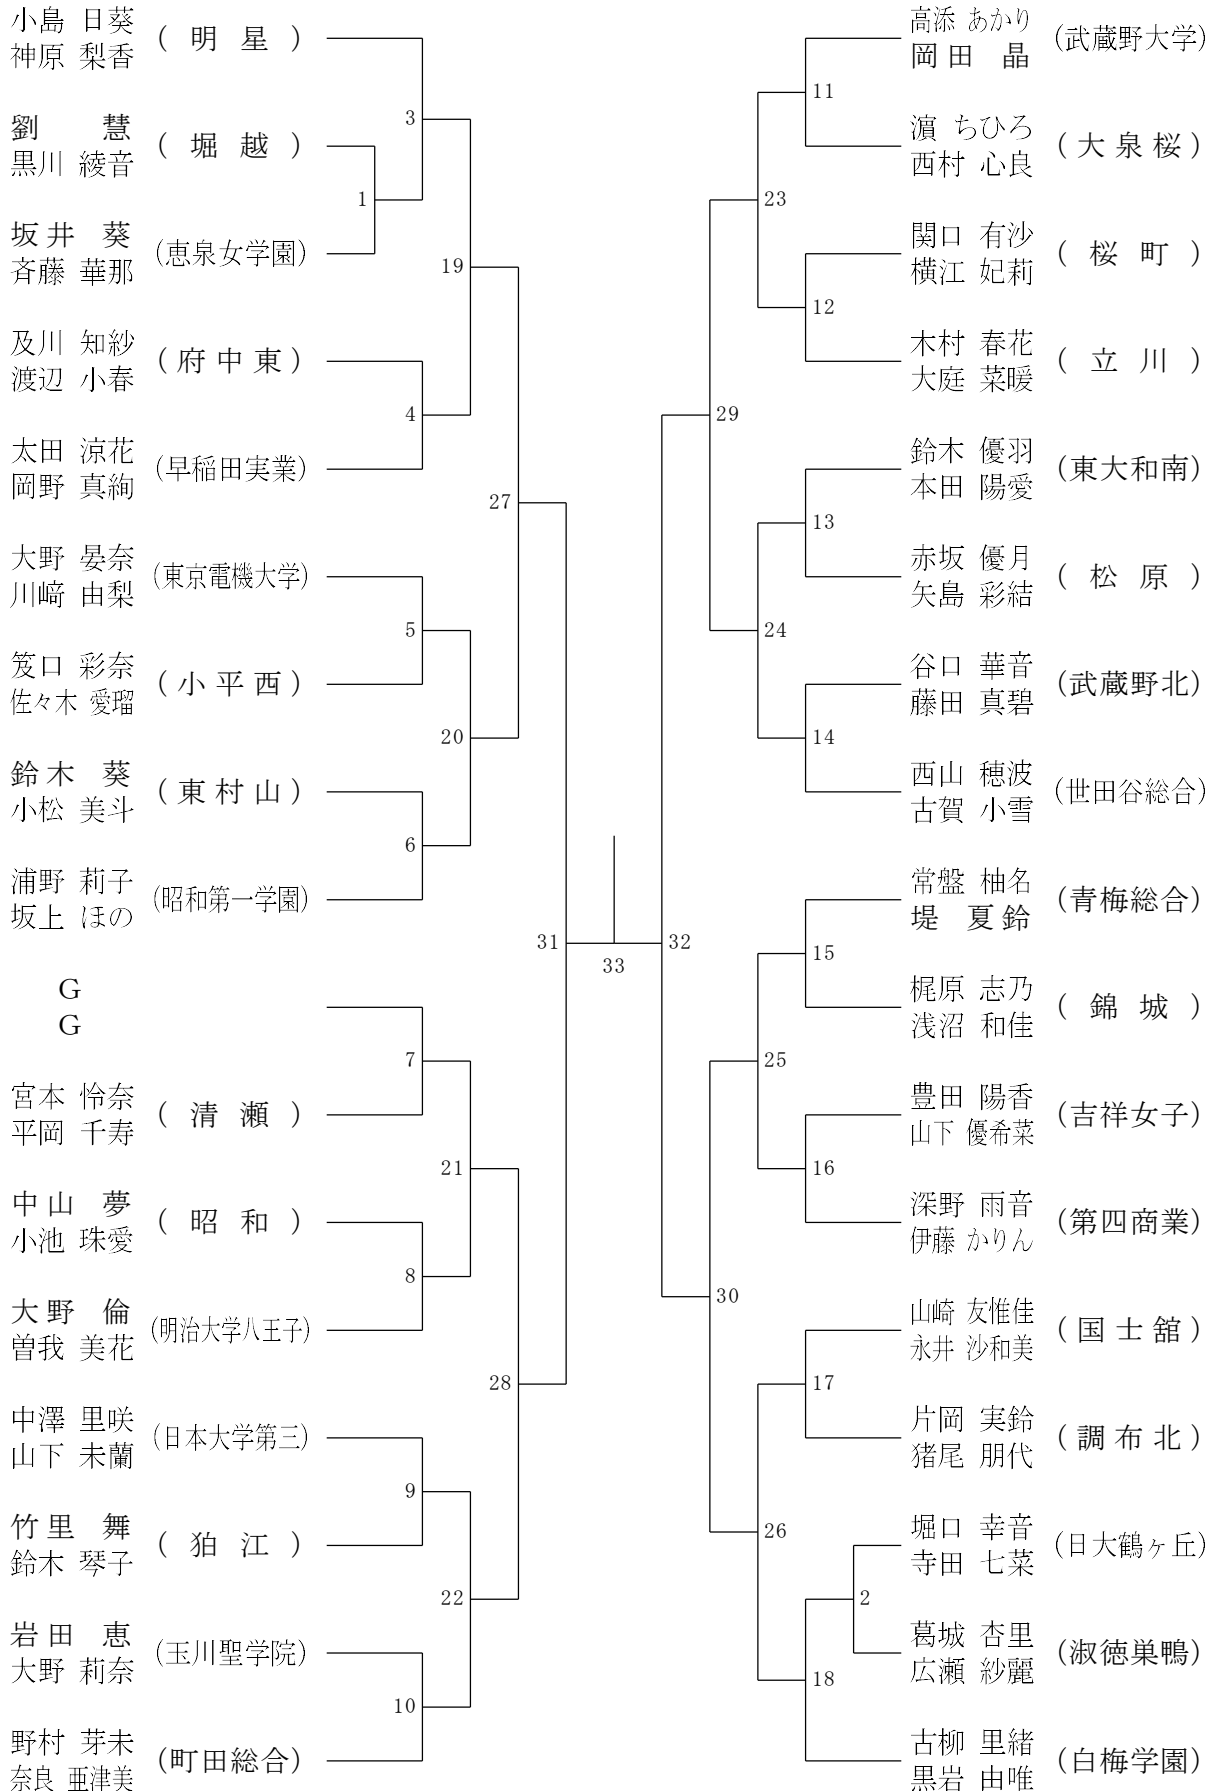 小島 日葵
神原 梨香
(明星)
劉 慧
黒川 綾音
(堀越)
坂井 葵
斉藤 華那
(恵泉女学園)
及川 知紗
渡辺 小春
(府中東)
太田 涼花
岡野 真絢
(早稲田実業)
大野 晏奈
川﨑 由梨
(東京電機大学)
笈口 彩奈
佐々木 愛瑠
(小平西)
鈴木 葵
小松 美斗
(東村山)
浦野 莉子
坂上 ほの
(昭和第一学園)
G
G
宮本 怜奈
平岡 千寿
(清瀬)
中山 夢
小池 珠愛
(昭和)
大野 倫
曽我 美花
(明治大学八王子)
中澤 里咲
山下 未蘭
(日本大学第三)
竹里 舞
鈴木 琴子
(狛江)
岩田 恵
大野 莉奈
(玉川聖学院)
野村 芽未
奈良 亜津美
(町田総合)
3
1
19
4
27
5
20
6
31
7
21
8
28
9
22
10
33
32
11
23
12
29
13
24
14
15
25
16
30
17
26
2
18
高添 あかり
岡田 晶
(武蔵野大学)
濵 ちひろ
西村 心良
(大泉桜)
関口 有沙
横江 妃莉
(桜町)
木村 春花
大庭 菜暖
(立川)
鈴木 優羽
本田 陽愛
(東大和南)
赤坂 優月
矢島 彩結
(松原)
谷口 華音
藤田 真碧
(武蔵野北)
西山 穂波
古賀 小雪
(世田谷総合)
常盤 柚名
堤 夏鈴
(青梅総合)
梶原 志乃
浅沼 和佳
(錦城)
豊田 陽香
山下 優希菜
(吉祥女子)
深野 雨音
伊藤 かりん
(第四商業)
山崎 友惟佳
永井 沙和美
(国士舘)
片岡 実鈴
猪尾 朋代
(調布北)
堀口 幸音
寺田 七菜
(日大鶴ヶ丘)
葛城 杏里
広瀬 紗麗
(淑徳巣鴨)
古柳 里緒
黒岩 由唯
(白梅学園)